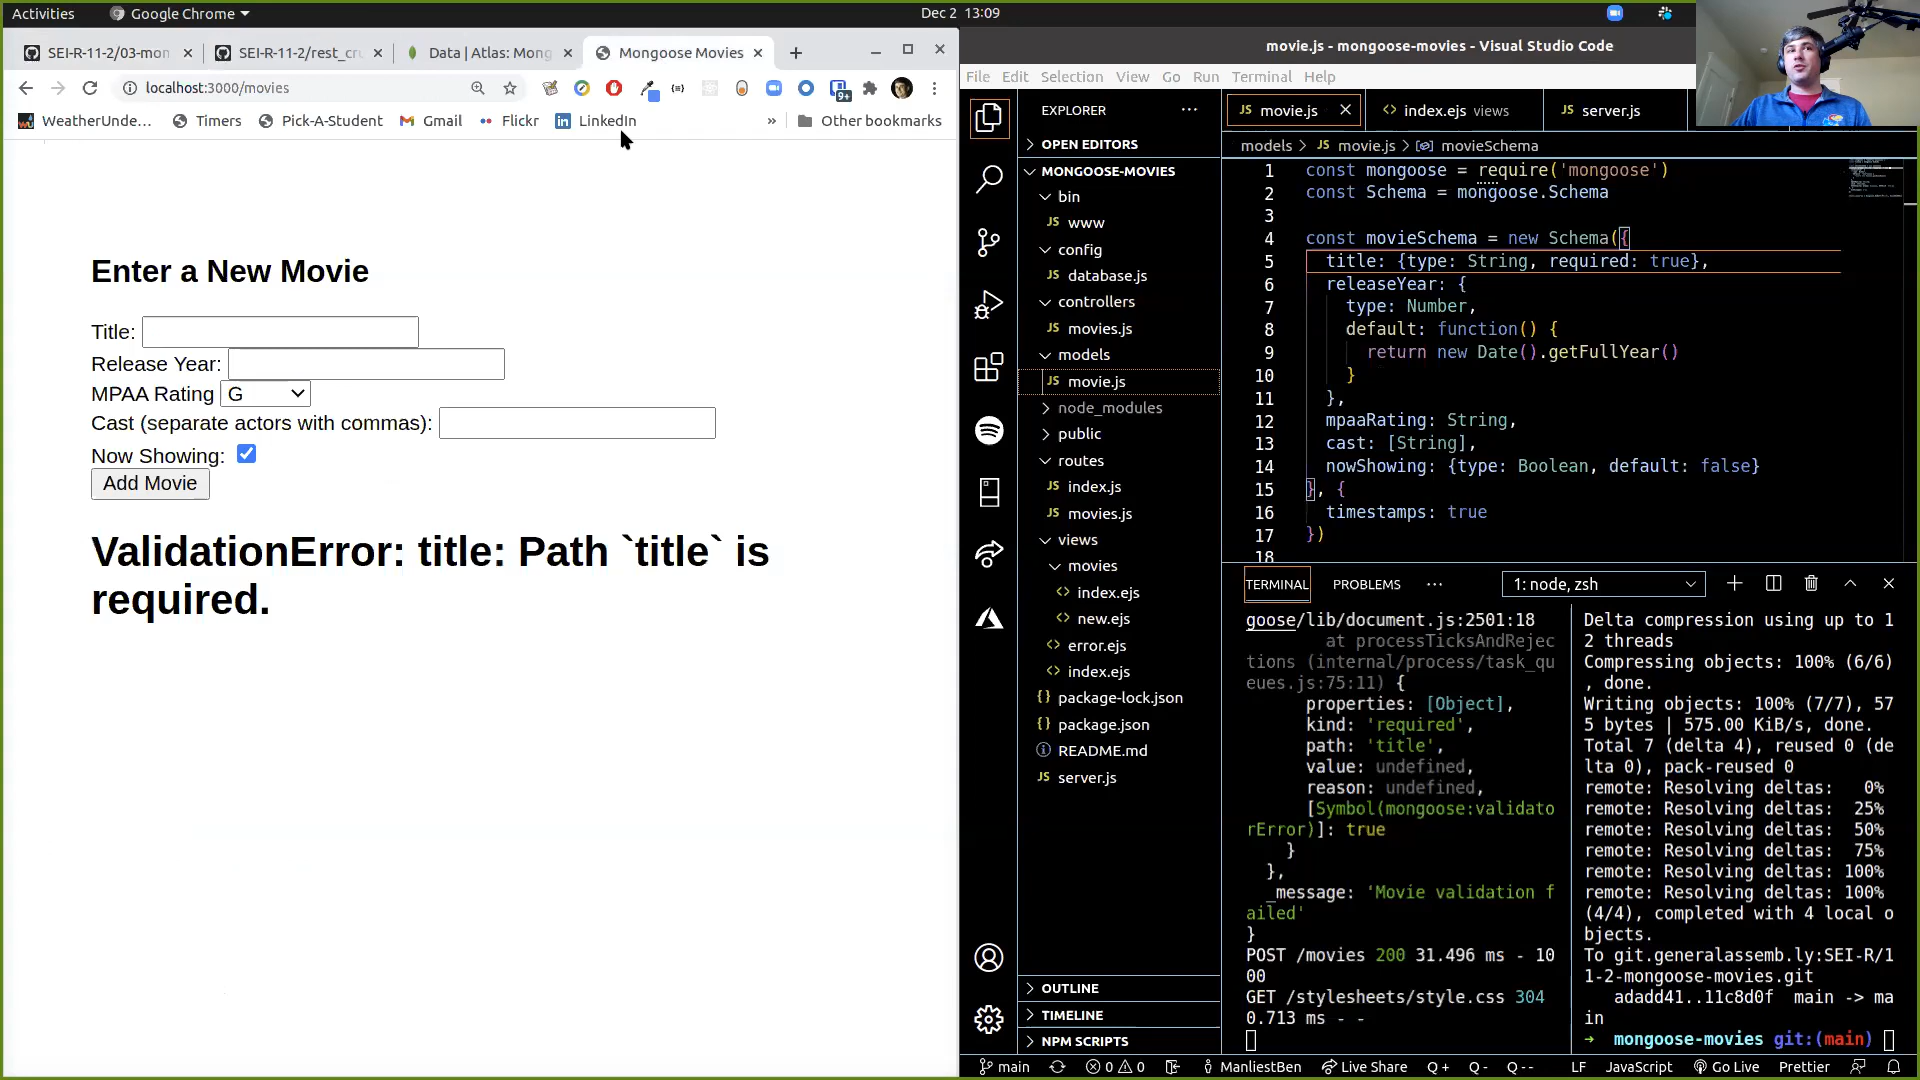 Activities
Google Chrome
Dec 2 13:09
SEI-R-11-2/03-mon
SEI-R-11-2/rest_cru
Data | Atlas: Mong
Mongoose Movies
localhost:3000/movies
WeatherUnde...
Timers
Pick-A-Student
Gmail
Flickr
LinkedIn
»
Other bookmarks
Enter a New Movie
Title:
Release Year:
MPAA Rating
G
Cast (separate actors with commas):
Now Showing:
Add Movie
ValidationError: title: Path `title` is
required.
movie.js - mongoose-movies - Visual Studio Code
File Edit Selection View Go Run Terminal Help
EXPLORER
OPEN EDITORS
MONGOOSE-MOVIES
bin
JS www
config
JS database.js
controllers
JS movies.js
models
JS movie.js
node_modules
public
routes
JS index.js
JS movies.js
views
movies
<> index.ejs
<> new.ejs
<> error.ejs
<> index.ejs
{} package-lock.json
{} package.json
README.md
JS server.js
OUTLINE
TIMELINE
NPM SCRIPTS
JS movie.js
<> index.ejs views
JS server.js
models > JS movie.js > movieSchema
1 const mongoose = require('mongoose')
2 const Schema = mongoose.Schema
3
4 const movieSchema = new Schema({
5 title: {type: String, required: true},
6 releaseYear: {
7 type: Number,
8 default: function() {
9 return new Date().getFullYear()
10 }
11 },
12 mpaaRating: String,
13 cast: [String],
14 nowShowing: {type: Boolean, default: false}
15 }, {
16 timestamps: true
17 })
18
TERMINAL PROBLEMS ···
1: node, zsh
goose/lib/document.js:2501:18
at processTicksAndRejec
tions (internal/process/task_qu
eues.js:75:11) {
properties: [Object],
kind: 'required',
path: 'title',
value: undefined,
reason: undefined,
[Symbol(mongoose:validato
rError)]: true
}
},
_message: 'Movie validation f
ailed'
}
POST /movies 200 31.496 ms - 10
00
GET /stylesheets/style.css 304
0.713 ms - -
Delta compression using up to 1
2 threads
Compressing objects: 100% (6/6)
, done.
Writing objects: 100% (7/7), 57
5 bytes | 575.00 KiB/s, done.
Total 7 (delta 4), reused 0 (de
lta 0), pack-reused 0
remote: Resolving deltas: 0%
remote: Resolving deltas: 25%
remote: Resolving deltas: 50%
remote: Resolving deltas: 75%
remote: Resolving deltas: 100%
remote: Resolving deltas: 100%
(4/4), completed with 4 local o
bjects.
To git.generalassemb.ly:SEI-R/1
1-2-mongoose-movies.git
adadd41..11c8d0f main -> ma
in
→ mongoose-movies git:(main)
main
0 0
ManliestBen
Live Share
Q +
Q -
Q --
LF
JavaScript
Go Live
Prettier